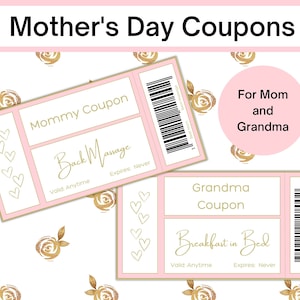 Mother's Day Coupons
For Mom
and
Grandma
Mommy Coupon
Back Massage
Valid: Anytime
Expires: Never
Grandma
Coupon
Breakfast in Bed
Valid: Anytime
Expires: Never